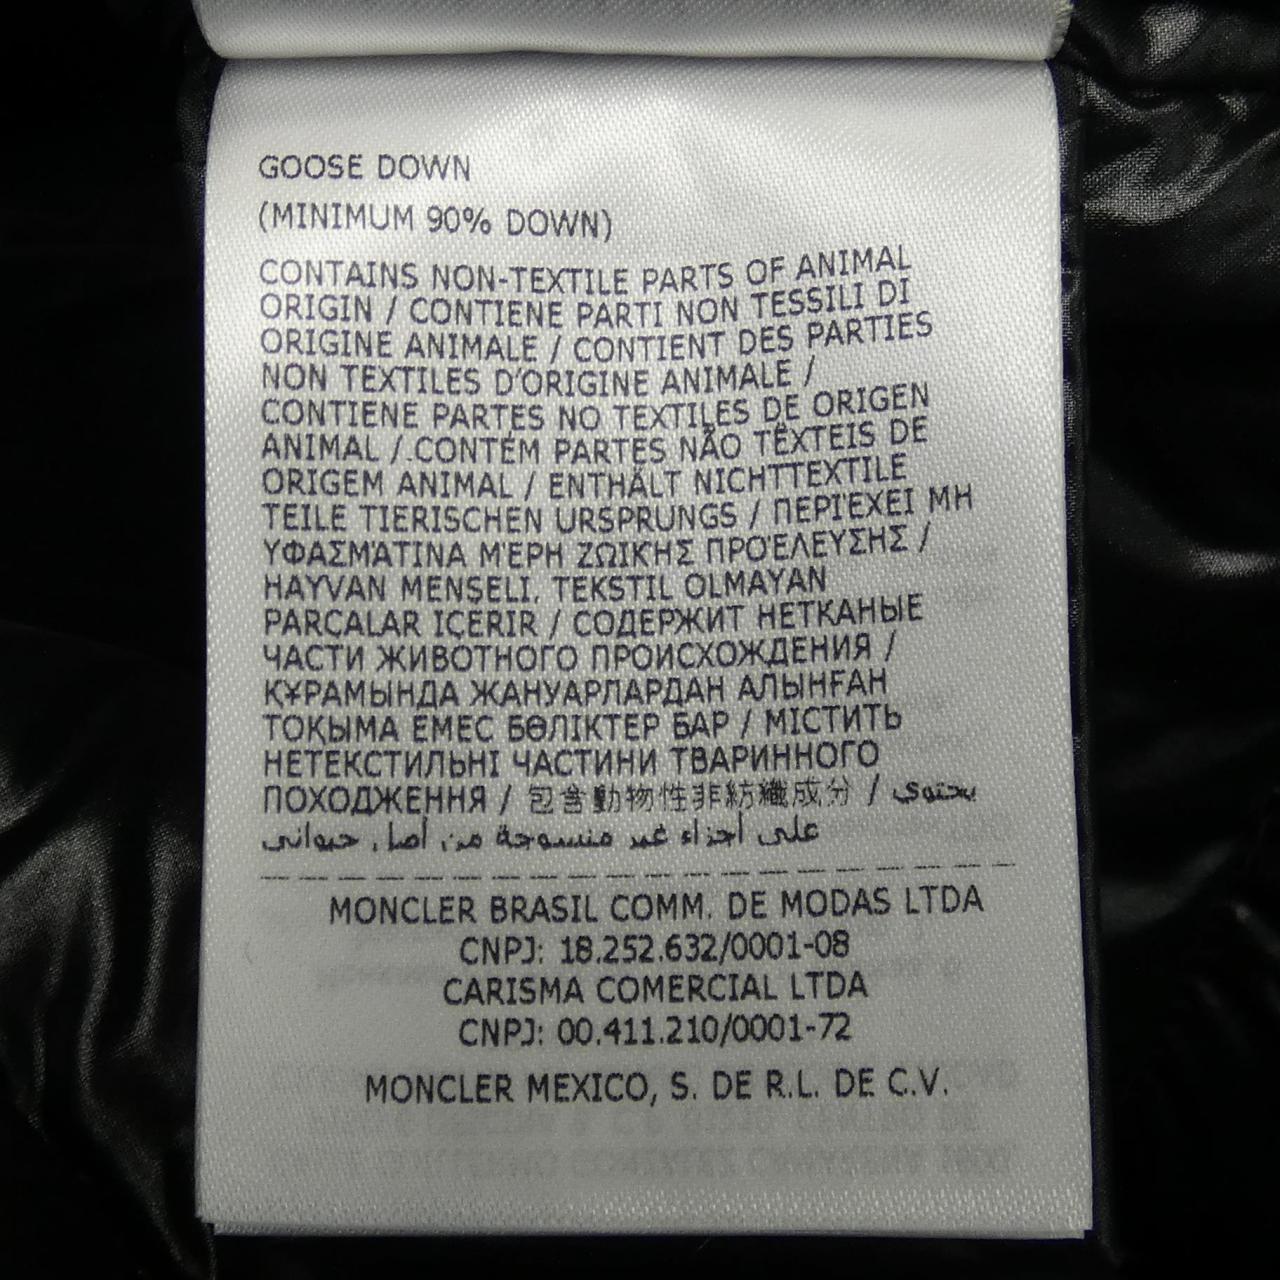 GOOSE DOWN
(MINIMUM 90% DOWN)
CONTAINS NON-TEXTILE PARTS OF ANIMAL
ORIGIN / CONTIENE PARTI NON TESSILI DI
ORIGINE ANIMALE / CONTIENT DES PARTIES
NON TEXTILES D'ORIGINE ANIMALE /
CONTIENE PARTES NO TEXTILES DE ORIGEN
ANIMAL / CONTÉM PARTES NÃO TÊXTEIS DE
ORIGEM ANIMAL / ENTHÄLT NICHTTEXTILE
TEILE TIERISCHEN URSPRUNGS / ΠΕΡΙΈΧΕΙ ΜΗ
ΥΦΑΣΜΆΤΙΝΑ ΜΈΡΗ ΖΩΙΚΉΣ ΠΡΟΈΛΕΥΣΗΣ /
HAYVAN MENŞELI, TEKSTIL OLMAYAN
PARÇALAR IÇERIR / СОДЕРЖИТ НЕТКАНЫЕ
ЧАСТИ ЖИВОТНОГО ПРОИСХОЖДЕНИЯ /
ҚҰРАМЫНДА ЖАНУАРЛАРДАН АЛЫНҒАН
ТОҚЫМА ЕМЕС БӨЛІКТЕР БАР / МІСТИТЬ
НЕТЕКСТИЛЬНІ ЧАСТИНИ ТВАРИННОГО
ПОХОДЖЕННЯ / 包含動物性非紡織成分 / يحتوي
على أجزاء غير منسوجة من أصل حيواني
MONCLER BRASIL COMM. DE MODAS LTDA
CNPJ: 18.252.632/0001-08
CARISMA COMERCIAL LTDA
CNPJ: 00.411.210/0001-72
MONCLER MEXICO, S. DE R.L. DE C.V.